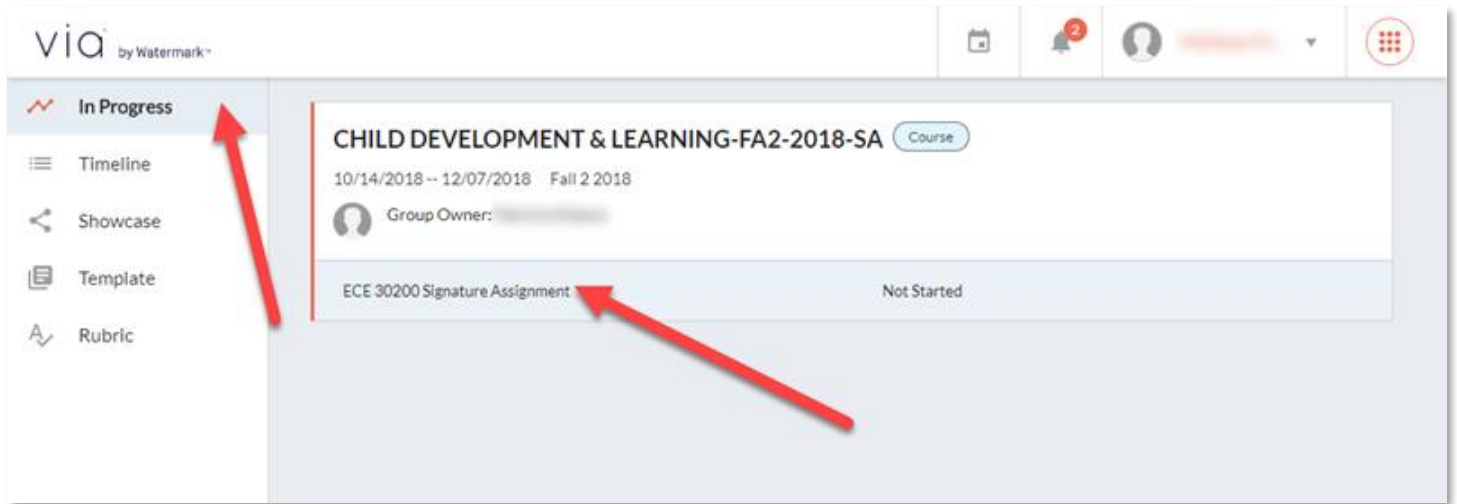 via by Watermark™
2
In Progress
Timeline
Showcase
Template
Rubric
CHILD DEVELOPMENT & LEARNING-FA2-2018-SA Course
10/14/2018 -- 12/07/2018 Fall 2 2018
Group Owner:
ECE 30200 Signature Assignment Not Started